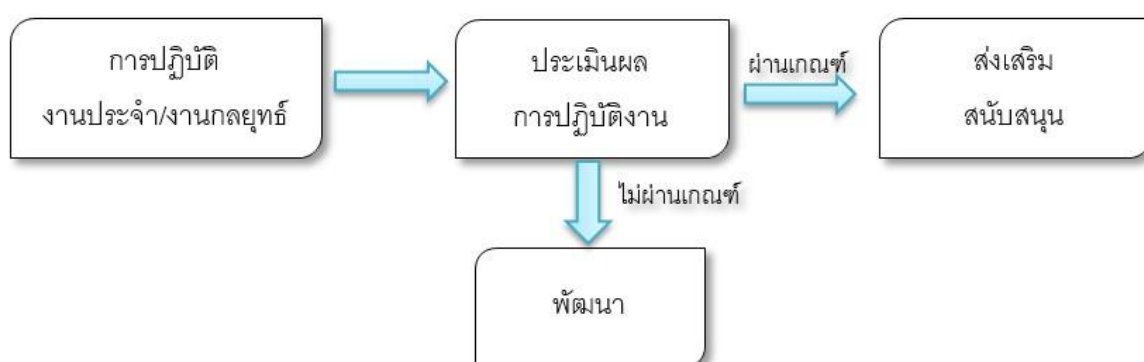 การปฏิบัติ
งานประจำ/งานกลยุทธ์
ประเมินผล
การปฏิบัติงาน
ผ่านเกณฑ์
ส่งเสริม
สนับสนุน
ไม่ผ่านเกณฑ์
พัฒนา